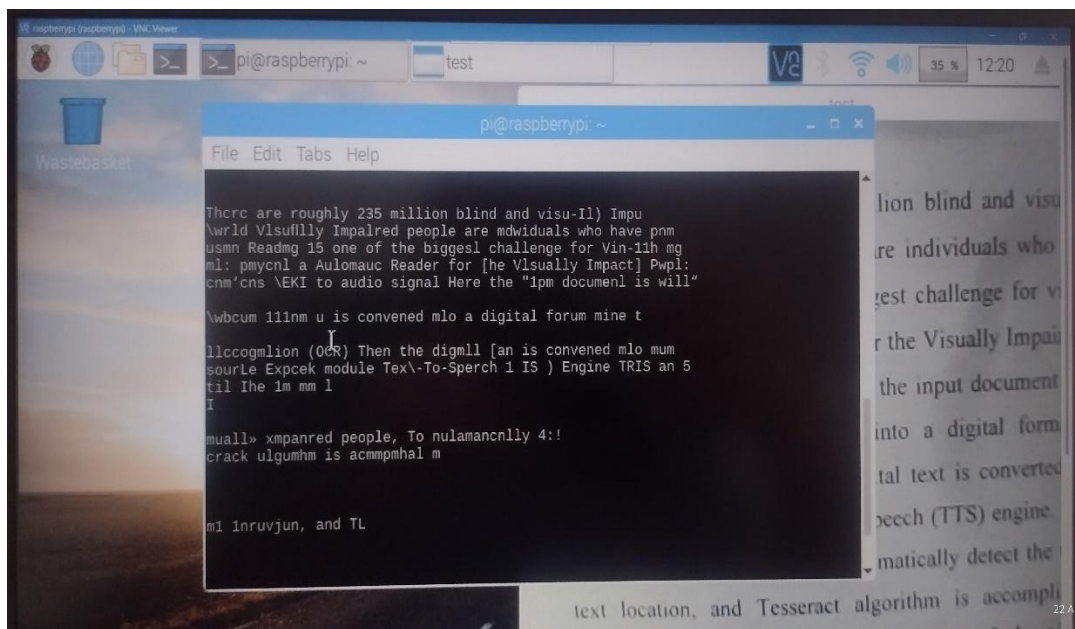 raspberrypi (raspberrypi) - VNC Viewer
pi@raspberrypi: ~
test
35 %
12:20
Wastebasket
test
pi@raspberrypi: ~
File Edit Tabs Help
Thcrc are roughly 235 million blind and visu-Il) Impu
\wrld Vlsufllly Impalred people are mdwiduals who have pnm
usmn Readmg 15 one of the biggesl challenge for Vin-11h mg
ml: pmycnl a Aulomauc Reader for [he Vlsually Impact] Pwpl:
cnm‘cns \EKI to audio signal Here the "1pm documenl is will“
\wbcum 111nm u is convened mlo a digital forum mine t
llccogmlion (OCR) Then the digmll [an is convened mlo mum
sourLe Expcek module Tex\-To-Sperch 1 IS ) Engine TRIS an 5
til Ihe 1m mm l
I
muall» xmpanred people, To nulamancnlly 4:!
crack ulgumhm is acmmpmhal m
m1 1nruvjun, and TL
lion blind and visu
re individuals who
gest challenge for vi
r the Visually Impair
the input document
into a digital form
tal text is converted
peech (TTS) engine.
matically detect the
text location, and Tesseract algorithm is accompli
22 A